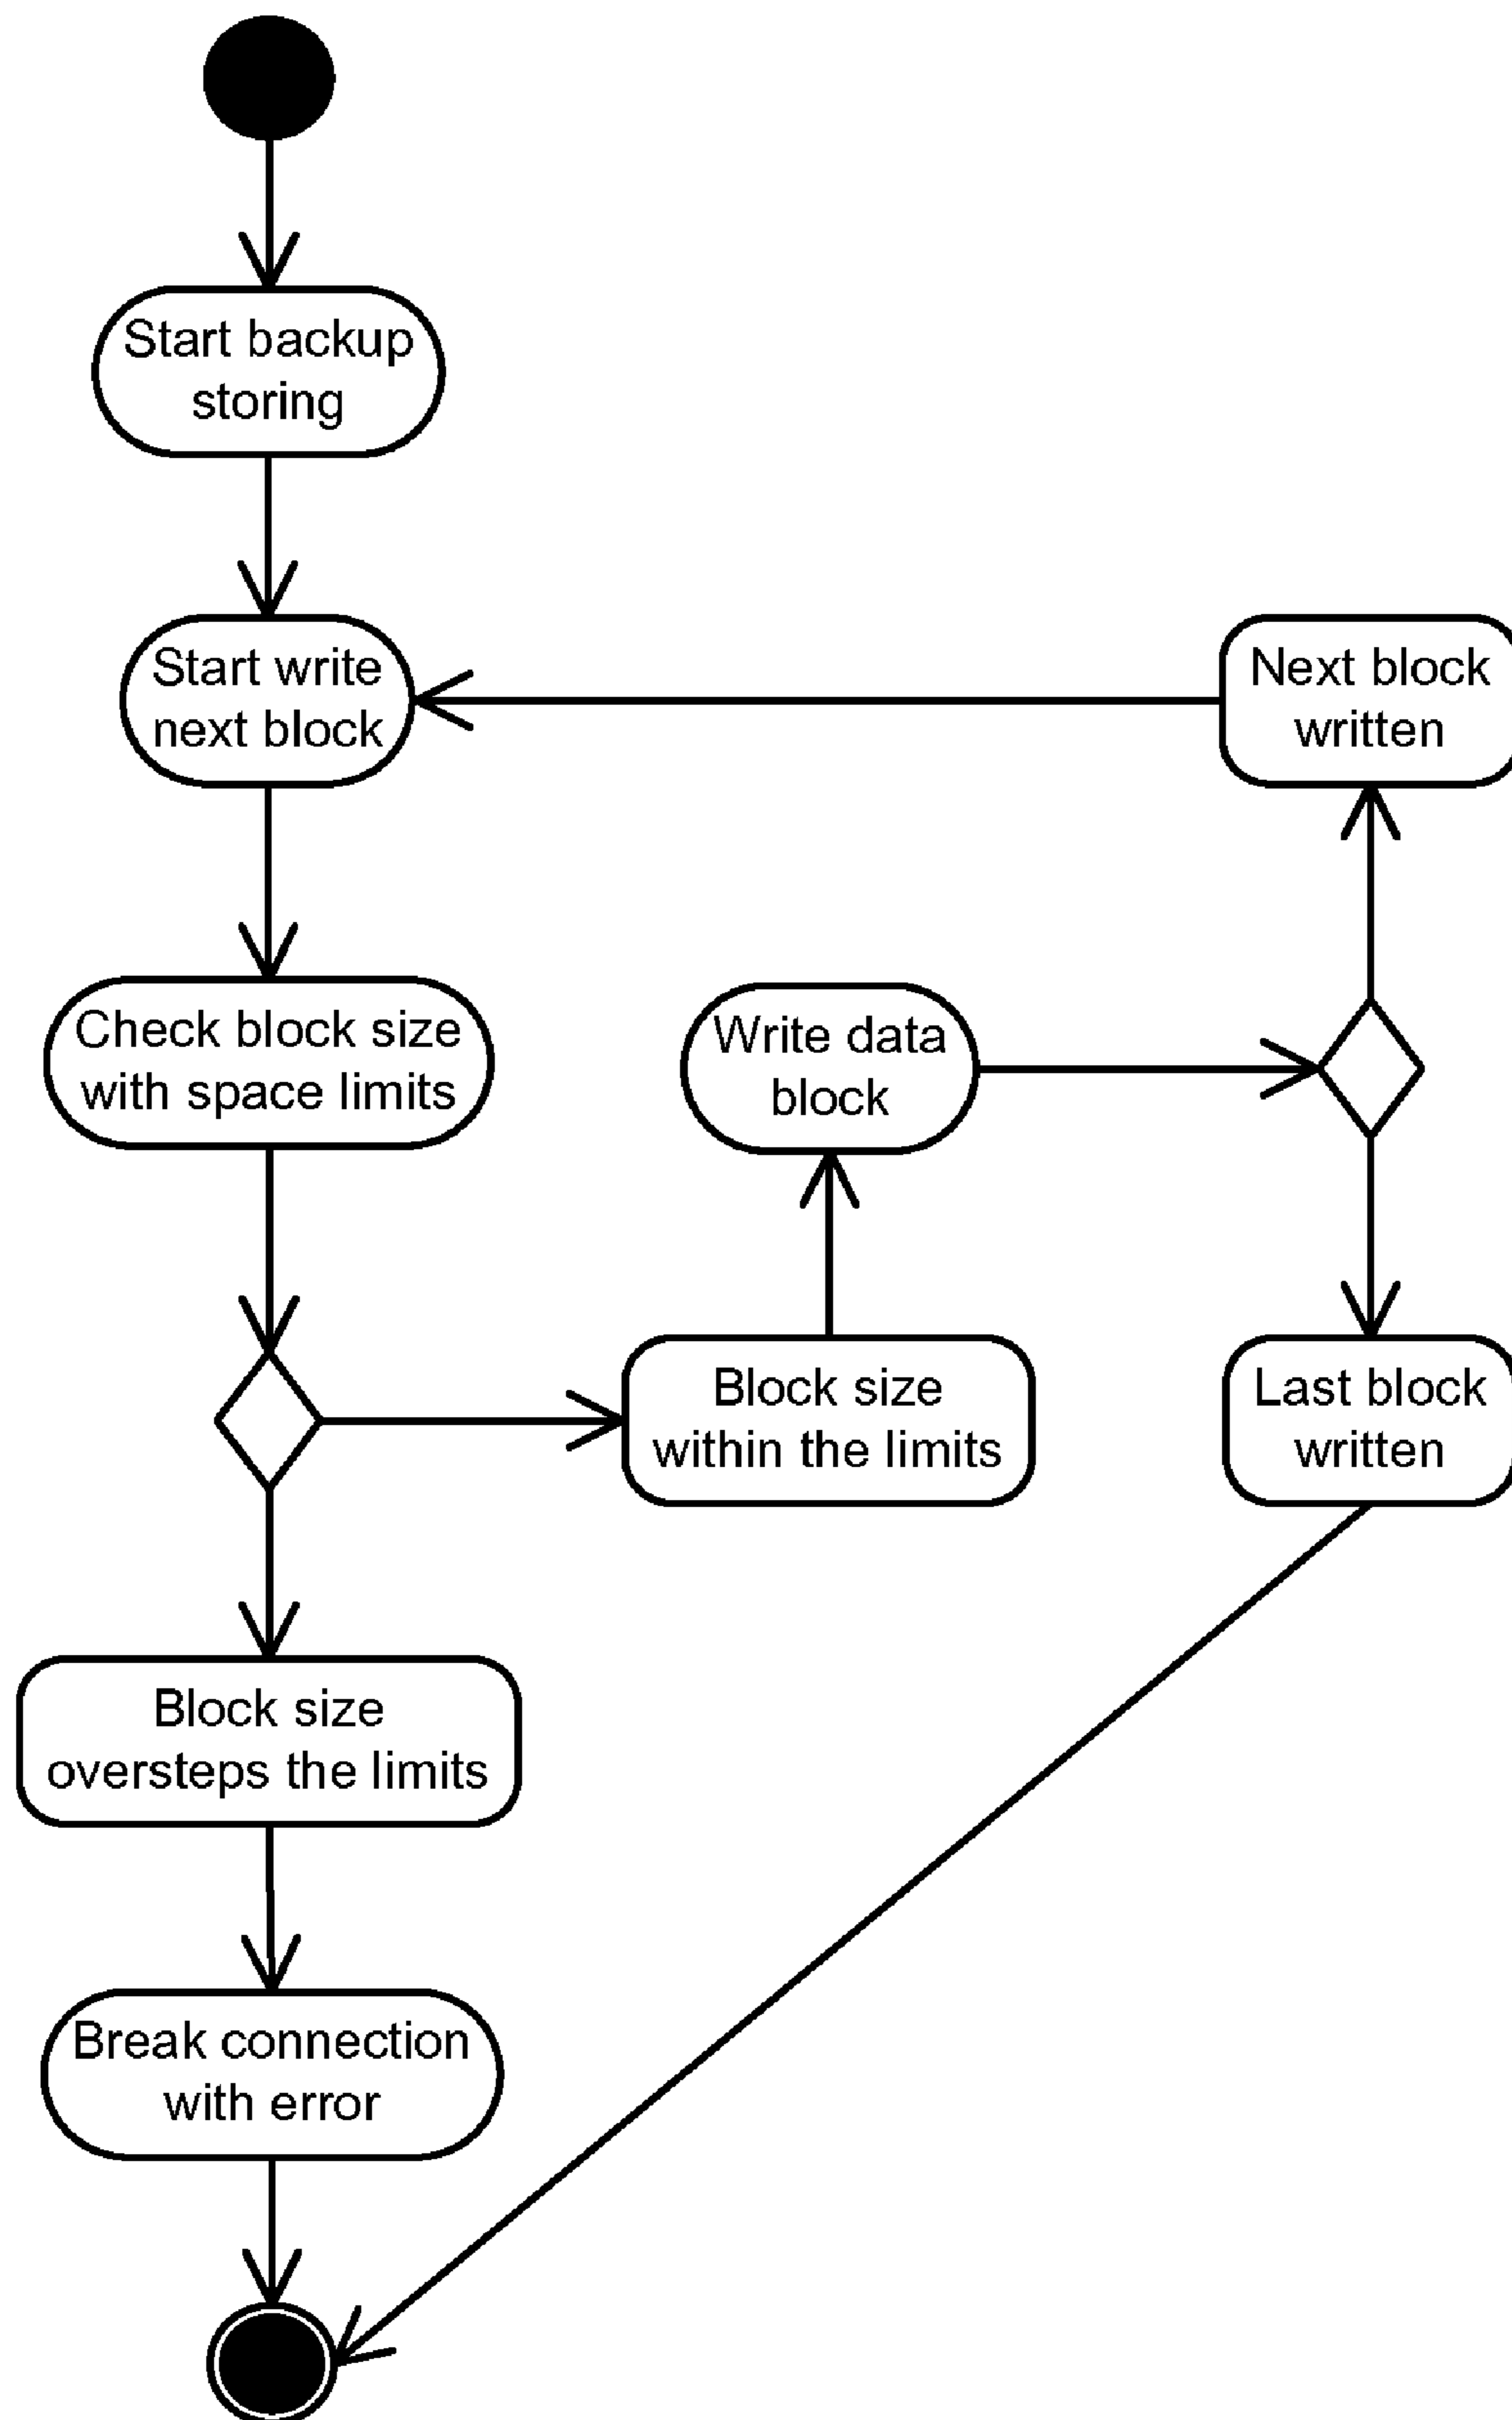 Start backup
storing
Start write
next block
Next block
written
Check block size
with space limits
Write data
block
Block size
within the limits
Last block
written
Block size
oversteps the limits
Break connection
with error